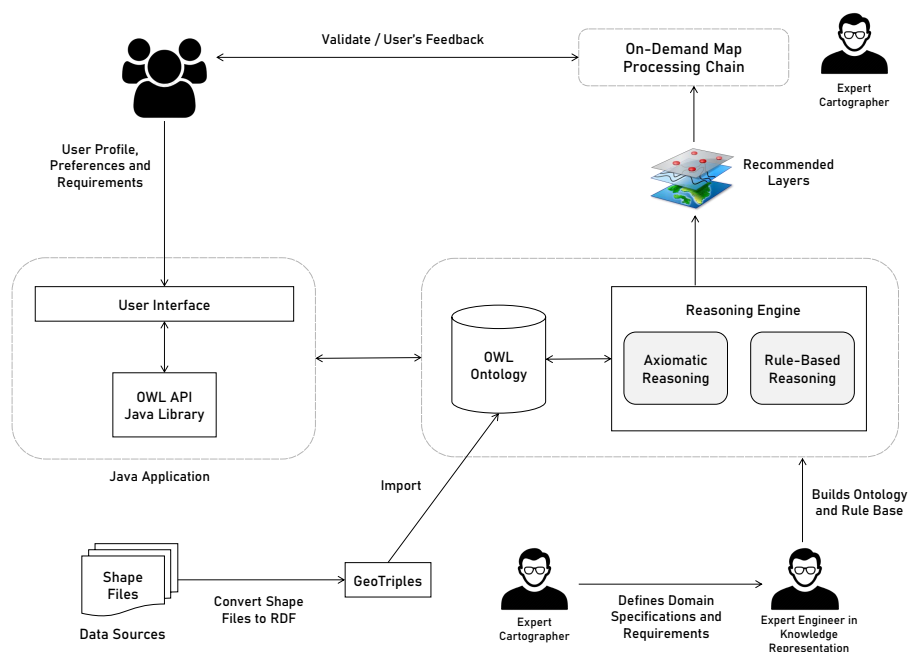 Validate / User's Feedback
On-Demand Map
Processing Chain
Expert
Cartographer
User Profile,
Preferences and
Requirements
Recommended
Layers
User Interface
OWL API
Java Library
Java Application
OWL
Ontology
Reasoning Engine
Axiomatic
Reasoning
Rule-Based
Reasoning
Import
Builds Ontology
and Rule Base
Shape
Files
Data Sources
Convert Shape
Files to RDF
GeoTriples
Expert
Cartographer
Defines Domain
Specifications and
Requirements
Expert Engineer in
Knowledge
Representation